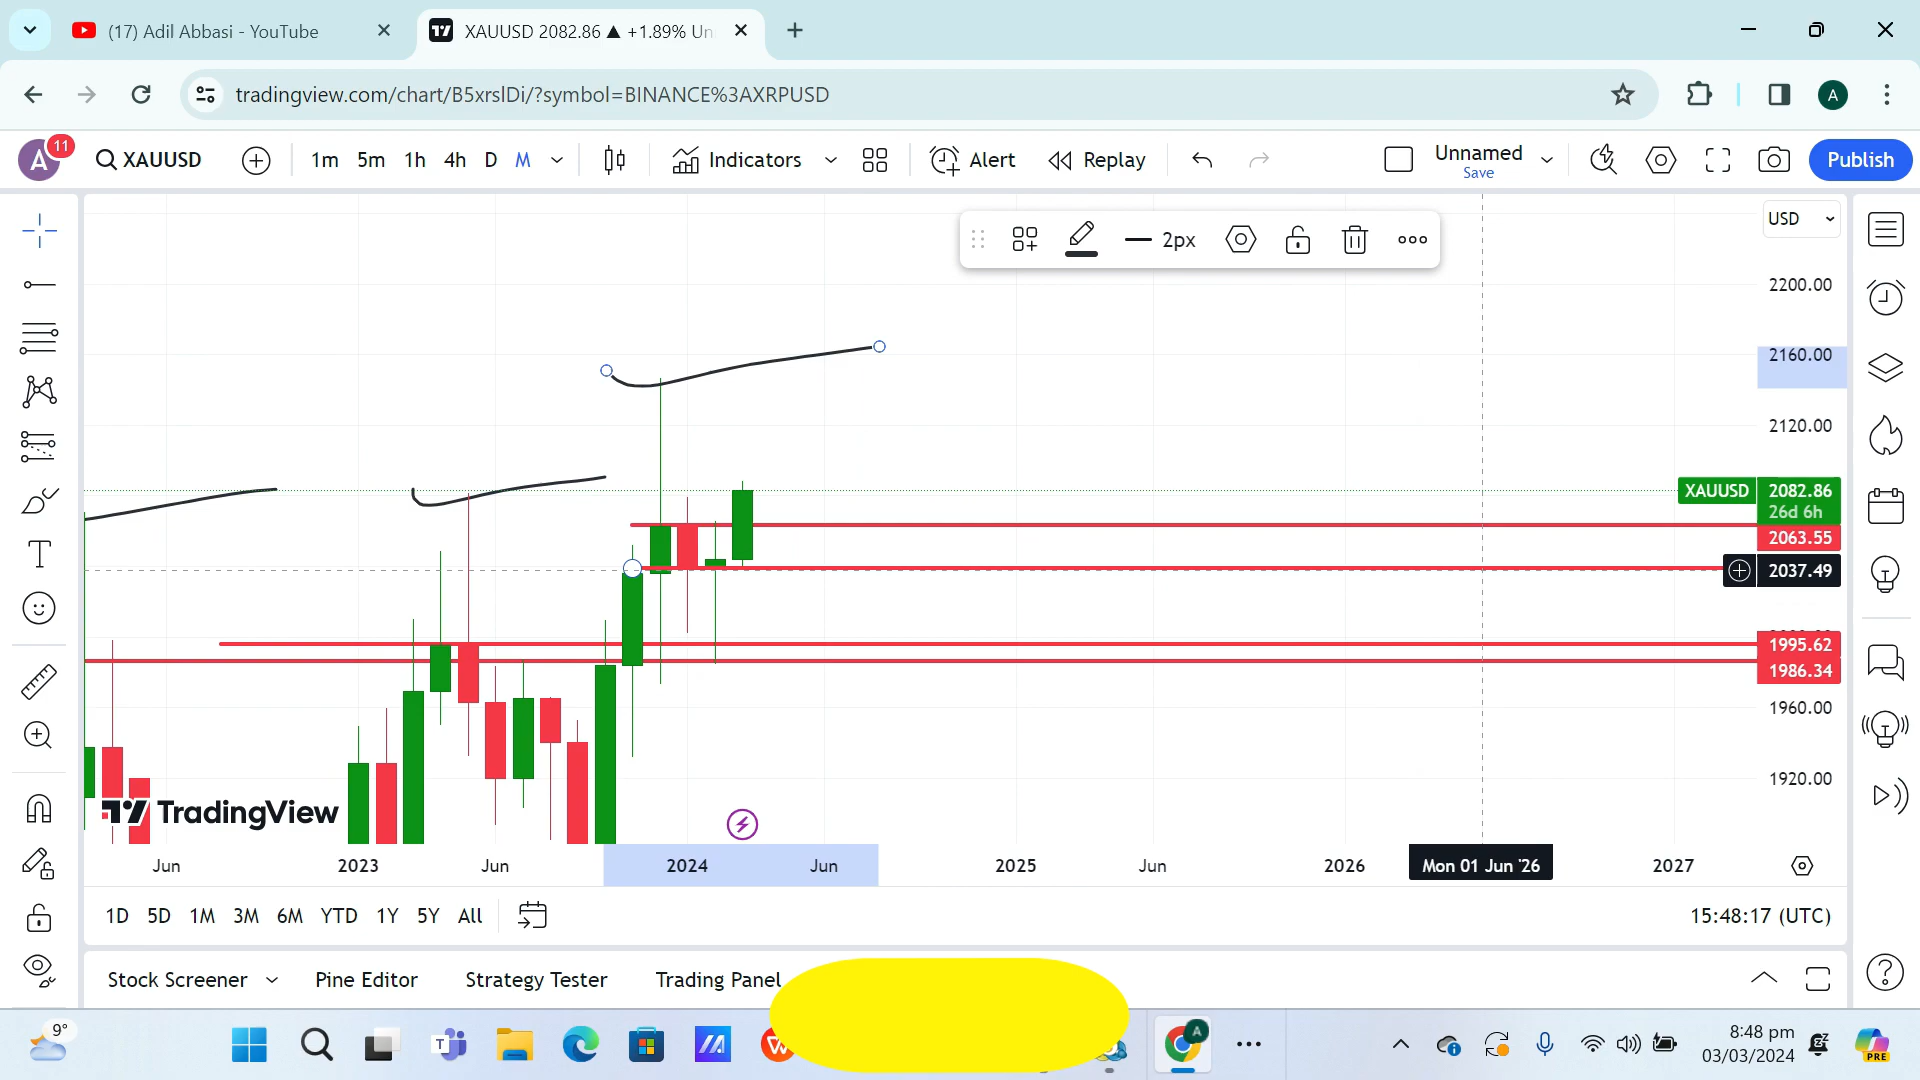 (17) Adil Abbasi - YouTube
XAUUSD 2082.86 ▲ +1.89% Un
tradingview.com/chart/B5xrslDi/?symbol=BINANCE%3AXRPUSD
A
A
11
XAUUSD
1m 5m 1h 4h D M
Indicators
Alert
Replay
Unnamed
Save
Publish
2px
USD
2200.00
2160.00
2120.00
XAUUSD 2082.86
26d 6h
2063.55
2037.49
1995.62
1986.34
1960.00
1920.00
TradingView
Jun 2023 Jun 2024 Jun 2025 Jun 2026 Mon 01 Jun '26 2027
1D 5D 1M 3M 6M YTD 1Y 5Y All
15:48:17 (UTC)
Stock Screener Pine Editor Strategy Tester Trading Panel
9°
A
8:48 pm
03/03/2024
PRE